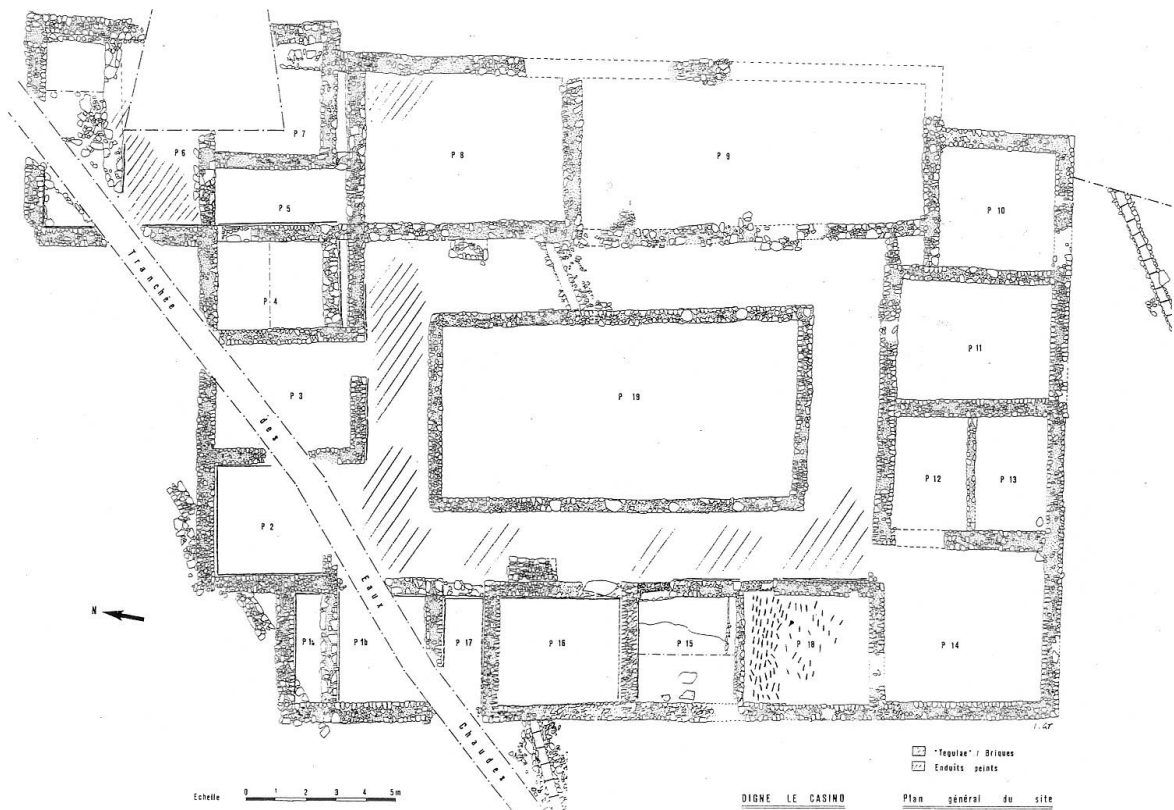 P 7
P 6
P 8
P 9
P 5
P 10
Tranchée
P 4
P 11
P 3
P 19
des
P 12
P 13
P 2
Eaux
N
P 1a
P 1b
P 17
P 16
P 15
P 18
P 14
Chaudes
"Tegulae" / Briques
Enduits peints
Echelle 0 1 2 3 4 5m
DIGNE LE CASINO
Plan général du site